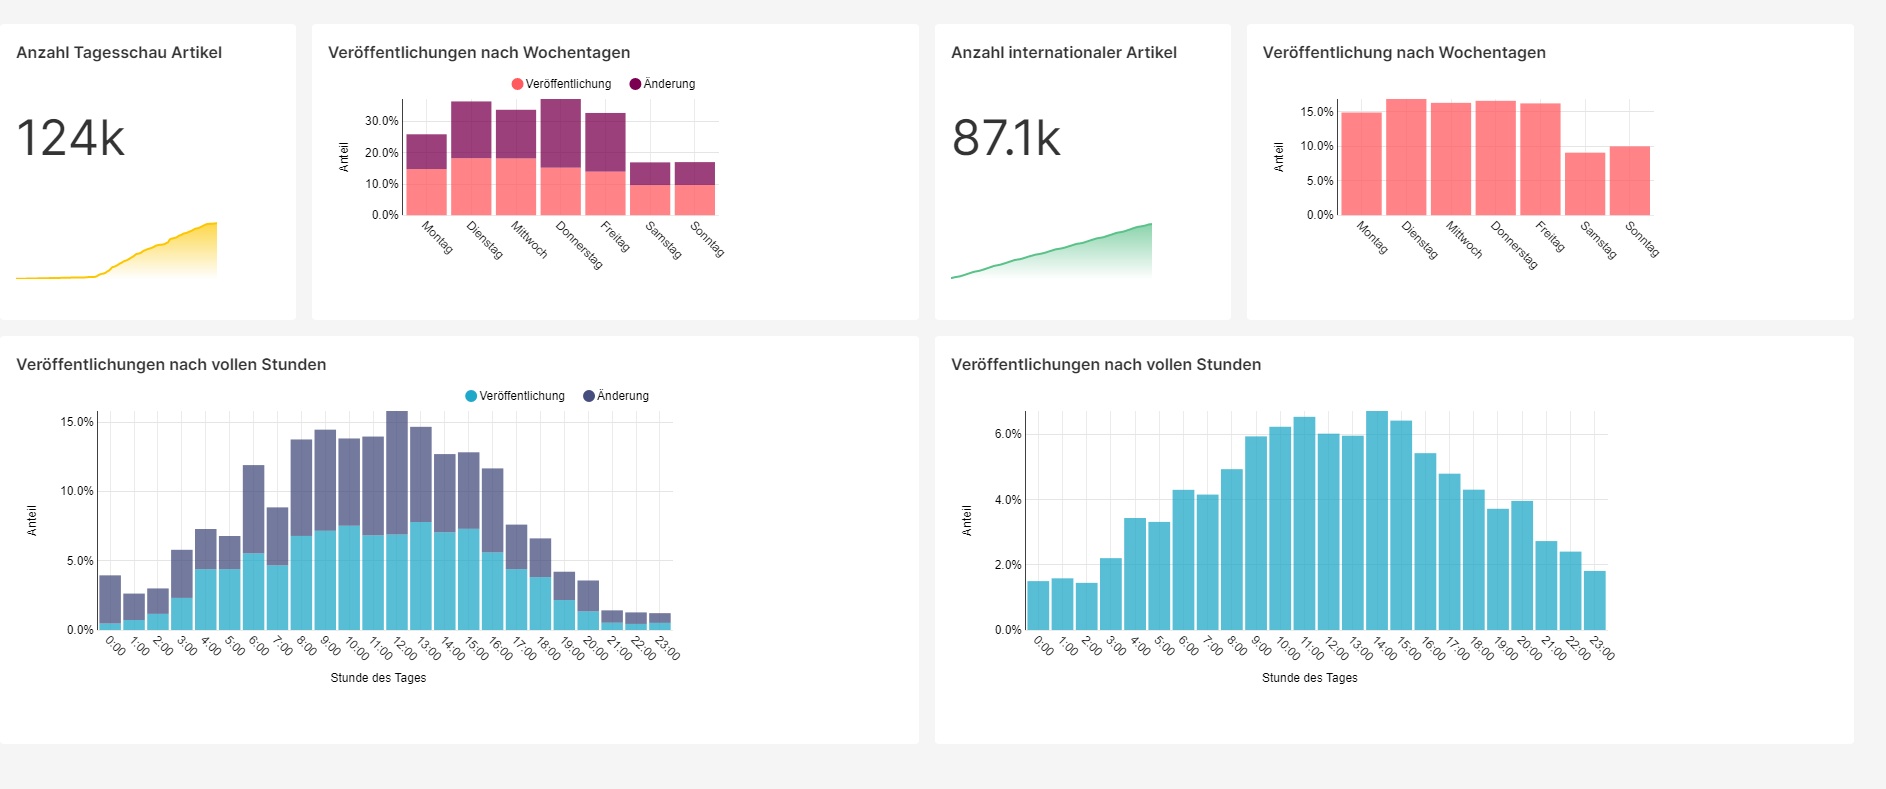 Anzahl Tagesschau Artikel
124k
Veröffentlichungen nach Wochentagen
Veröffentlichung Änderung
30.0%
20.0%
10.0%
0.0%
Anteil
Montag Dienstag Mittwoch Donnerstag Freitag Samstag Sonntag
Anzahl internationaler Artikel
87.1k
Veröffentlichung nach Wochentagen
15.0%
10.0%
5.0%
0.0%
Anteil
Montag Dienstag Mittwoch Donnerstag Freitag Samstag Sonntag
Veröffentlichungen nach vollen Stunden
Veröffentlichung Änderung
15.0%
10.0%
5.0%
0.0%
Anteil
0:00 1:00 2:00 3:00 4:00 5:00 6:00 7:00 8:00 9:00 10:00 11:00 12:00 13:00 14:00 15:00 16:00 17:00 18:00 19:00 20:00 21:00 22:00 23:00
Stunde des Tages
Veröffentlichungen nach vollen Stunden
6.0%
4.0%
2.0%
0.0%
Anteil
0:00 1:00 2:00 3:00 4:00 5:00 6:00 7:00 8:00 9:00 10:00 11:00 12:00 13:00 14:00 15:00 16:00 17:00 18:00 19:00 20:00 21:00 22:00 23:00
Stunde des Tages